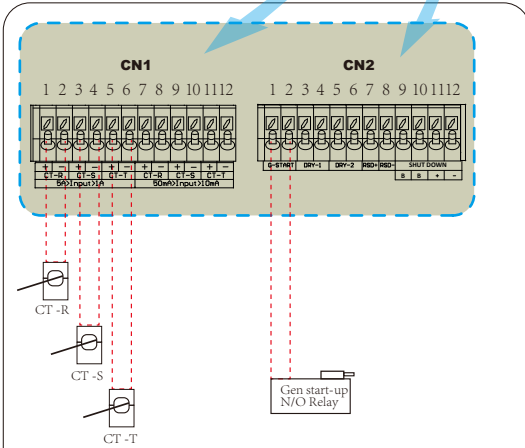 CN1 CN2
1 2 3 4 5 6 7 8 9 10 11 12 1 2 3 4 5 6 7 8 9 10 11 12
+ − + − + − + − + − + − G-START DRY-1 DRY-2 RSD+ RSD- SHUT DOWN
CT-R CT-S CT-T CT-R CT-S CT-T B B + −
5A>Input>1A 50mA>Input>10mA
CT -R
CT -S
CT -T
Gen start-up
N/O Relay